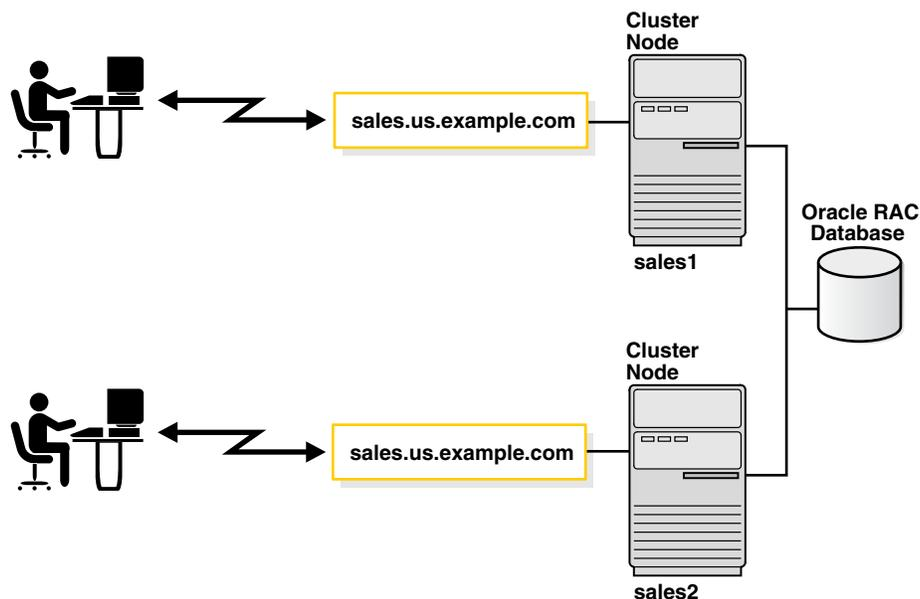 Cluster
Node
sales.us.example.com
sales1
Oracle RAC
Database
Cluster
Node
sales.us.example.com
sales2